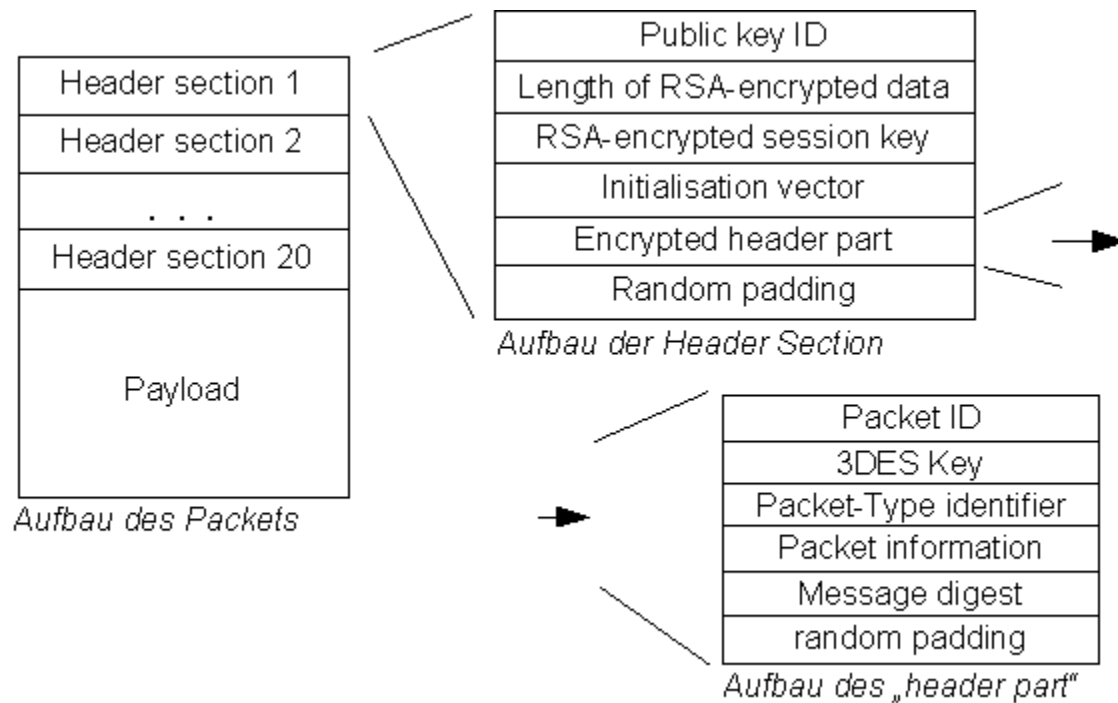 Header section 1
Header section 2
. . .
Header section 20
Payload
Aufbau des Packets
Public key ID
Length of RSA-encrypted data
RSA-encrypted session key
Initialisation vector
Encrypted header part
Random padding
Aufbau der Header Section
Packet ID
3DES Key
Packet-Type identifier
Packet information
Message digest
random padding
Aufbau des „header part“